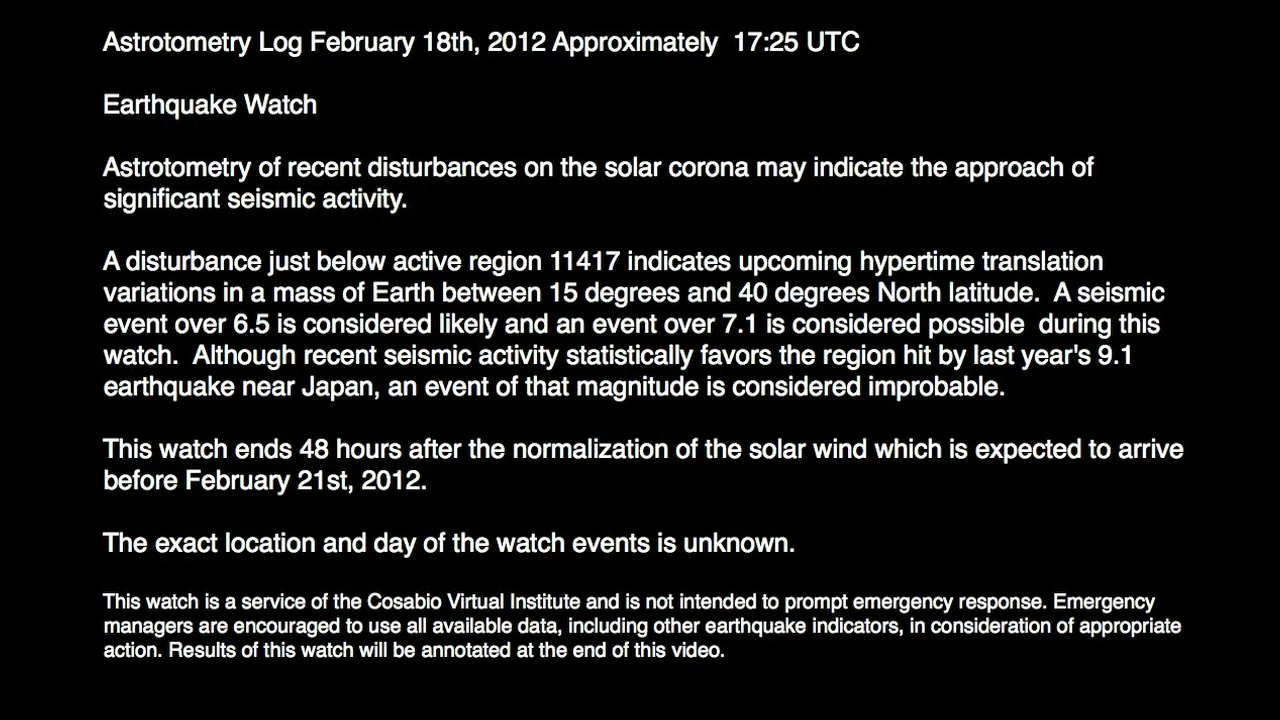 Astrotometry Log February 18th, 2012 Approximately  17:25 UTC
Earthquake Watch
Astrotometry of recent disturbances on the solar corona may indicate the approach of
significant seismic activity.
A disturbance just below active region 11417 indicates upcoming hypertime translation
variations in a mass of Earth between 15 degrees and 40 degrees North latitude.  A seismic
event over 6.5 is considered likely and an event over 7.1 is considered possible  during this
watch.  Although recent seismic activity statistically favors the region hit by last year's 9.1
earthquake near Japan, an event of that magnitude is considered improbable.
This watch ends 48 hours after the normalization of the solar wind which is expected to arrive
before February 21st, 2012.
The exact location and day of the watch events is unknown.
This watch is a service of the Cosabio Virtual Institute and is not intended to prompt emergency response. Emergency
managers are encouraged to use all available data, including other earthquake indicators, in consideration of appropriate
action. Results of this watch will be annotated at the end of this video.